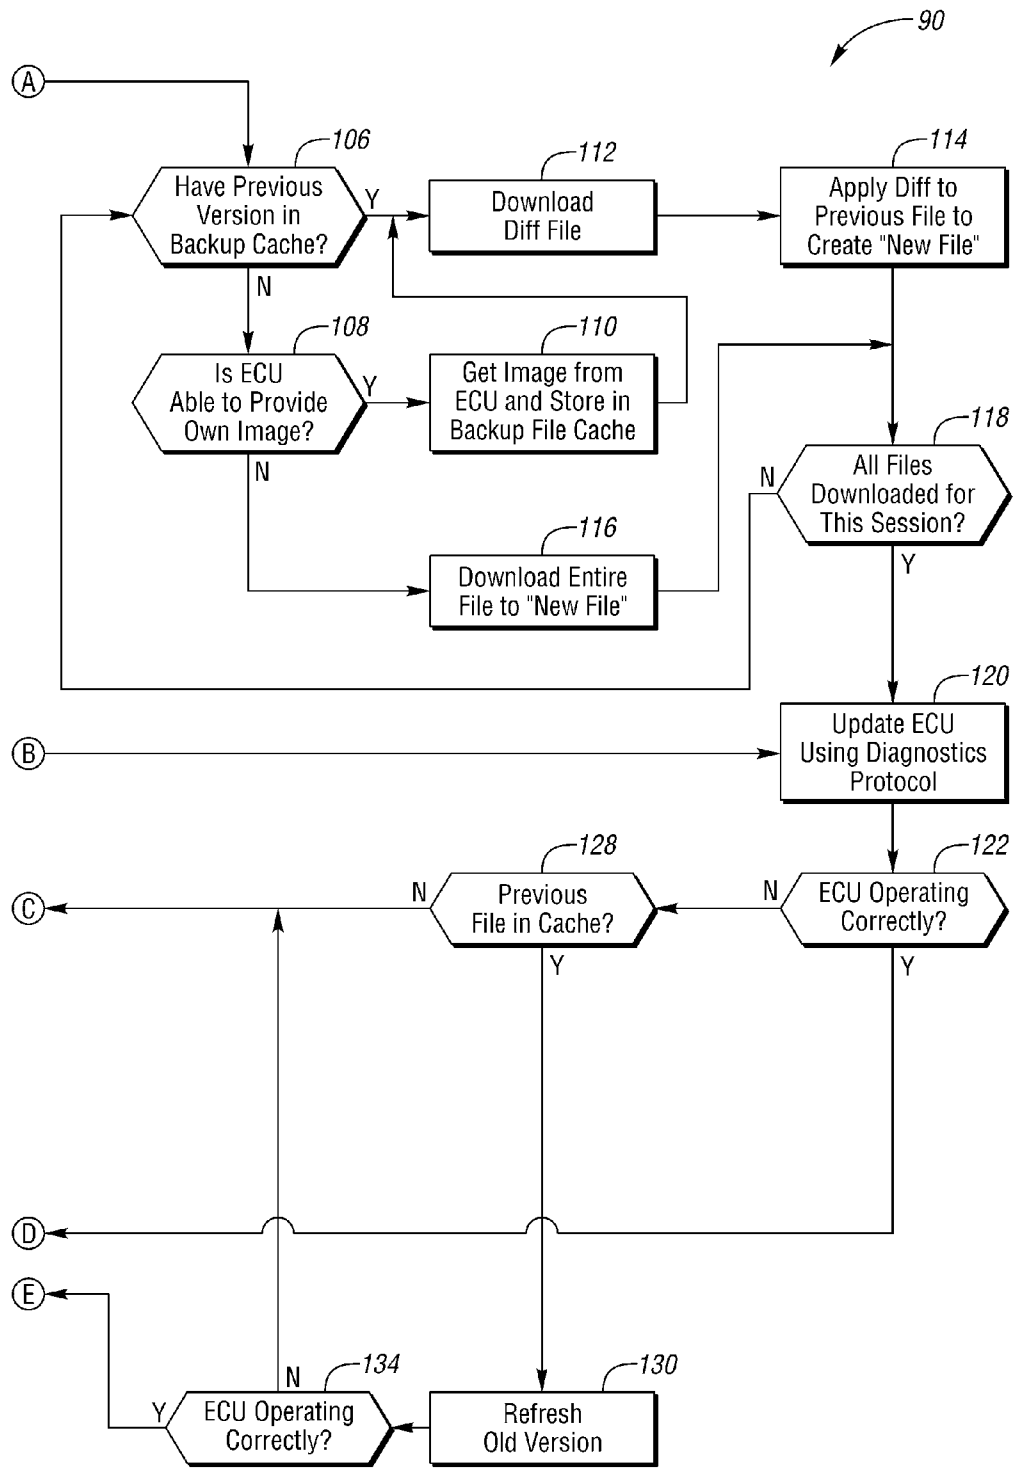 90
A
106
Have Previous
Version in
Backup Cache?
Y
N
112
Download
Diff File
114
Apply Diff to
Previous File to
Create "New File"
108
Is ECU
Able to Provide
Own Image?
Y
N
110
Get Image from
ECU and Store in
Backup File Cache
118
All Files
Downloaded for
This Session?
N
Y
116
Download Entire
File to "New File"
120
Update ECU
Using Diagnostics
Protocol
B
122
ECU Operating
Correctly?
N
Y
128
Previous
File in Cache?
N
Y
C
D
E
130
Refresh
Old Version
134
ECU Operating
Correctly?
N
Y